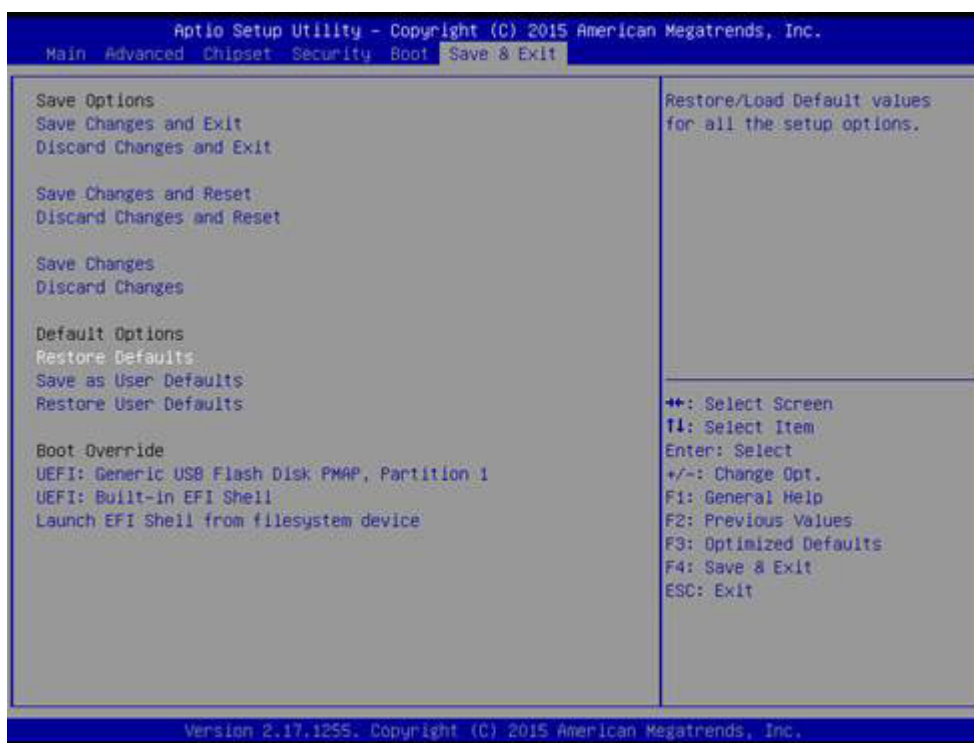 Aptio Setup Utility – Copyright (C) 2015 American Megatrends, Inc.
Main Advanced Chipset Security Boot Save & Exit
Save Options
Save Changes and Exit
Discard Changes and Exit
Save Changes and Reset
Discard Changes and Reset
Save Changes
Discard Changes
Default Options
Restore Defaults
Save as User Defaults
Restore User Defaults
Boot Override
UEFI: Generic USB Flash Disk PMAP, Partition 1
UEFI: Built-in EFI Shell
Launch EFI Shell from filesystem device
Restore/Load Default values
for all the setup options.
→←: Select Screen
↑↓: Select Item
Enter: Select
+/-: Change Opt.
F1: General Help
F2: Previous Values
F3: Optimized Defaults
F4: Save & Exit
ESC: Exit
Version 2.17.1255. Copyright (C) 2015 American Megatrends, Inc.